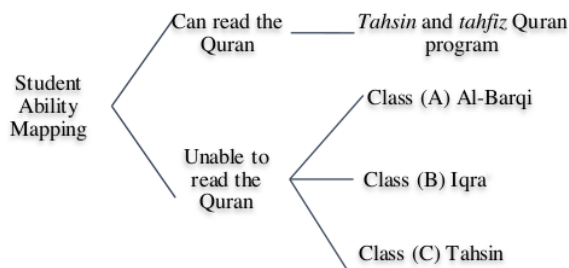 Student
Ability
Mapping
Can read the
Quran
Tahsin and tahfiz Quran
program
Unable to
read the
Quran
Class (A) Al-Barqi
Class (B) Iqra
Class (C) Tahsin